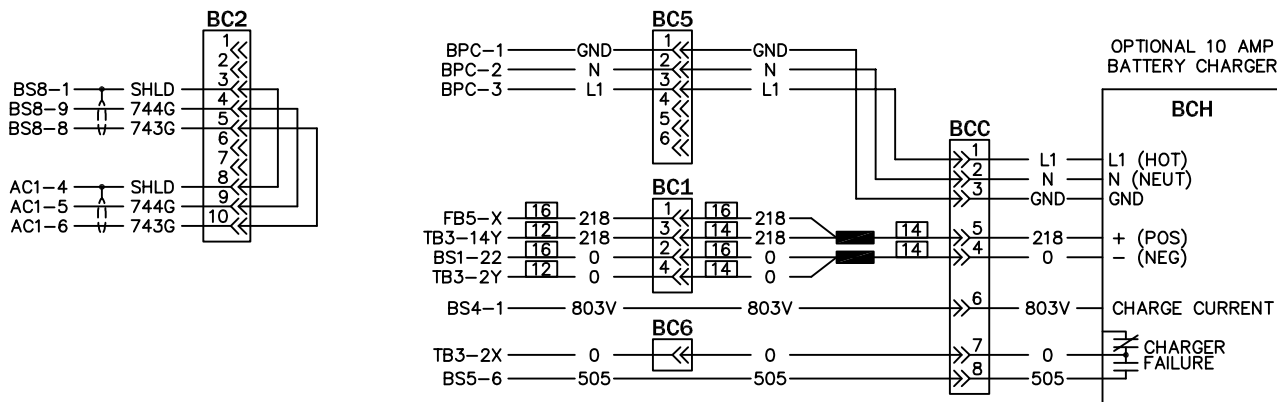 BC2
1
2
BS8-1 SHLD 3
BS8-9 744G 4
BS8-8 743G 5
6
7
AC1-4 SHLD 8
AC1-5 744G 9
AC1-6 743G 10
BC5
BPC-1 GND 1 GND
BPC-2 N 2 N
BPC-3 L1 3 L1
4
5
6
BC1
FB5-X 16 218 1 16 218
TB3-14Y 12 218 3 14 218 14
BS1-22 16 0 2 16 0 14
TB3-2Y 12 0 4 14 0
BS4-1 803V 803V
BC6
TB3-2X 0 0
BS5-6 505 505
BCC
1 L1
2 N
3 GND
5 218
4 0
6 803V
7 0
8 505
OPTIONAL 10 AMP
BATTERY CHARGER
BCH
L1 (HOT)
N (NEUT)
GND
+ (POS)
- (NEG)
CHARGE CURRENT
CHARGER
FAILURE